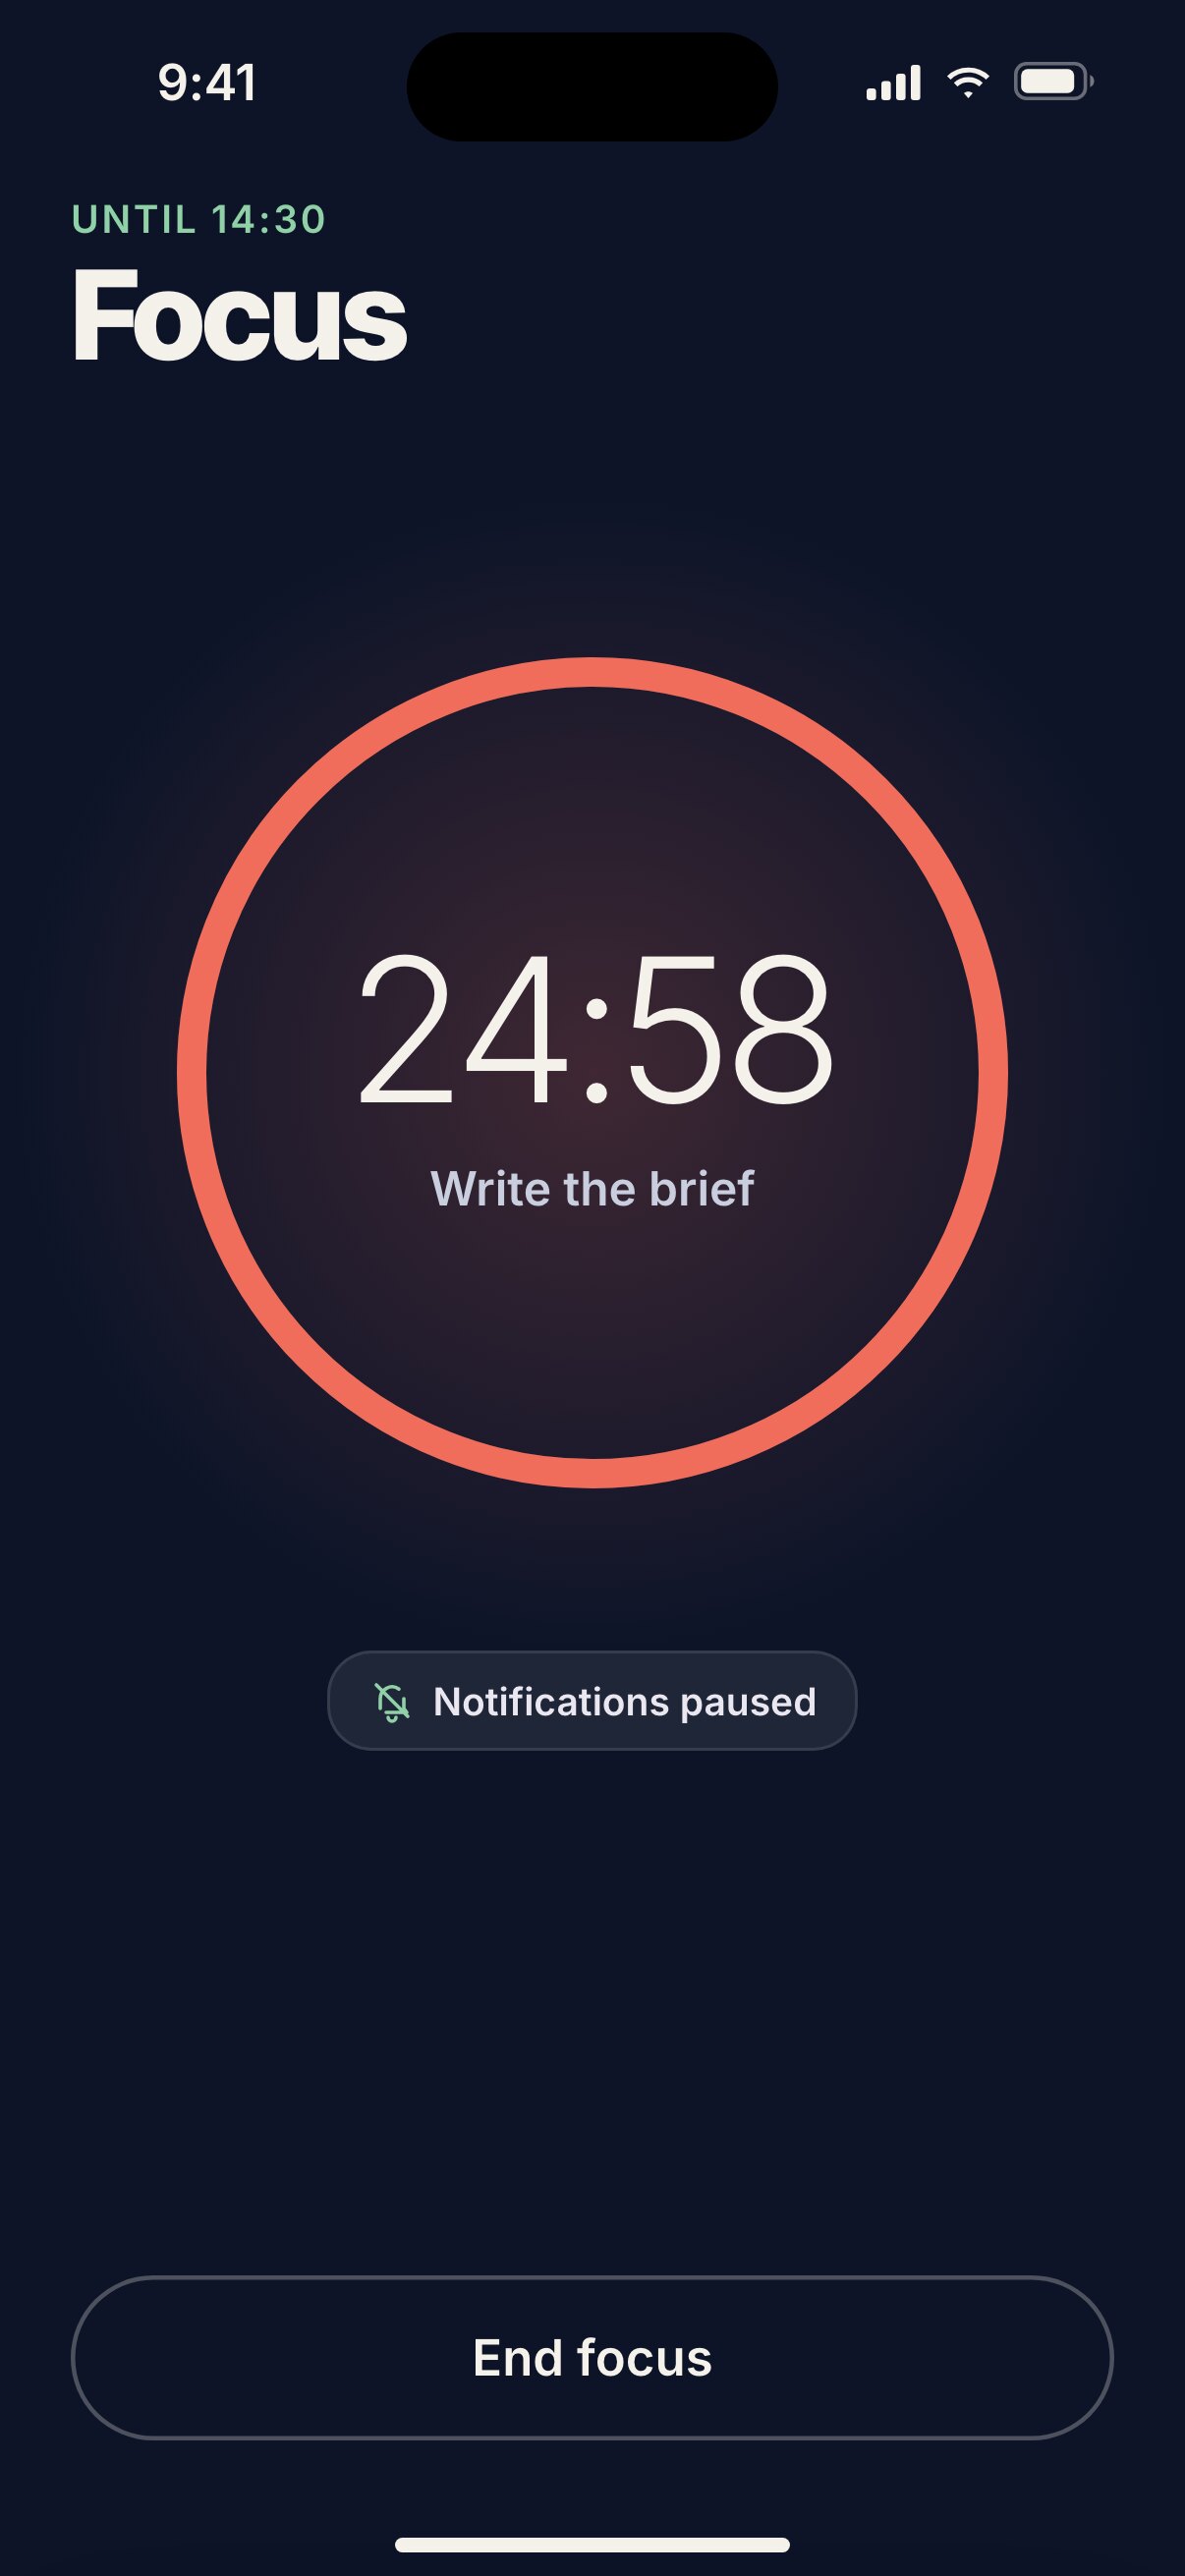 9:41
UNTIL 14:30
Focus
24:58
Write the brief
Notifications paused
End focus